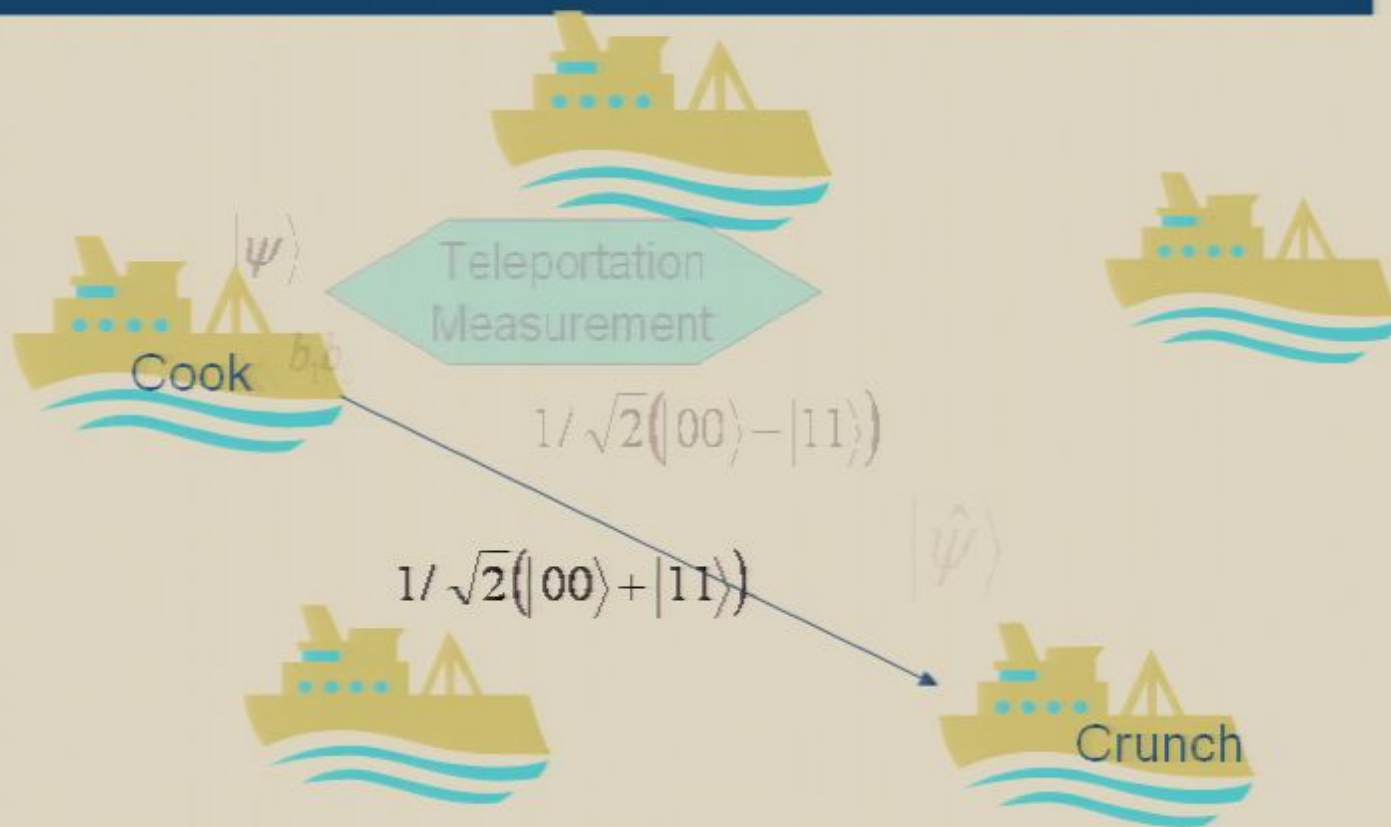 |ψ⟩
Teleportation
Measurement
Cook
1/√2(|00⟩−|11⟩)
|ψ̂⟩
1/√2(|00⟩+|11⟩)
Crunch